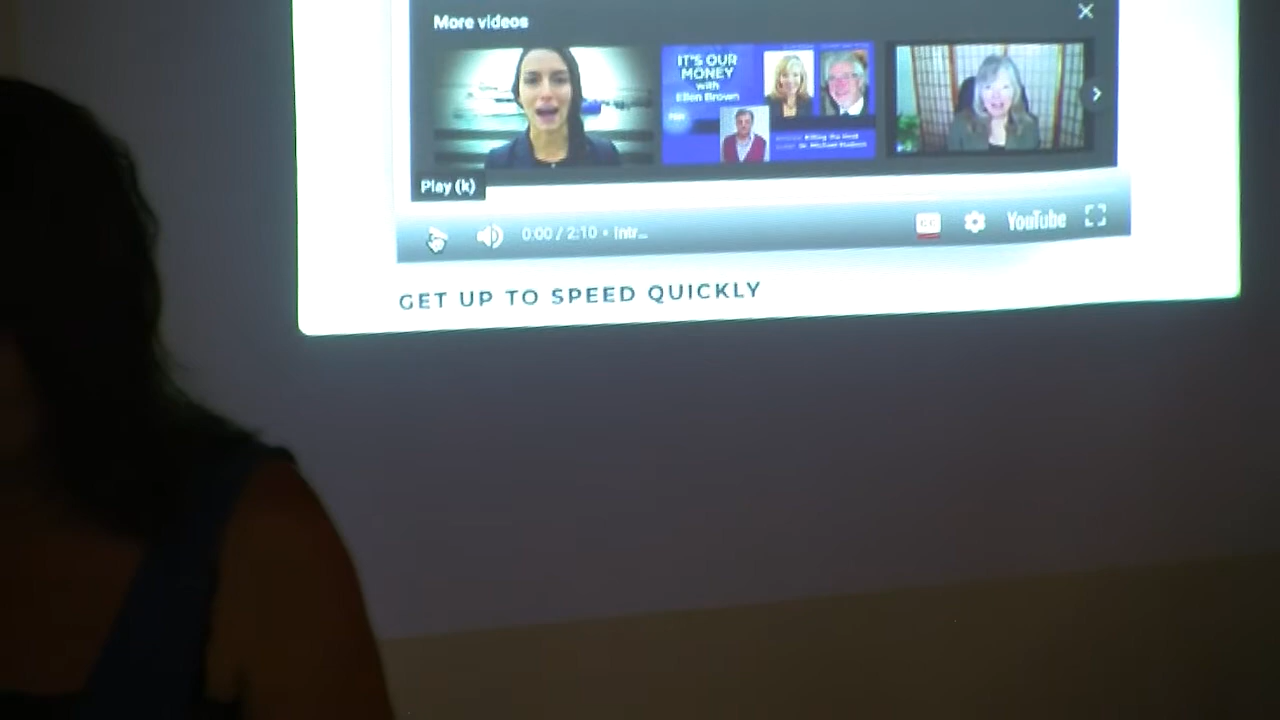 More videos
IT'S OUR
MONEY
with
Ellen Brown
Play (k)
0:00 / 2:10 • Intr...
CC
YouTube
GET UP TO SPEED QUICKLY